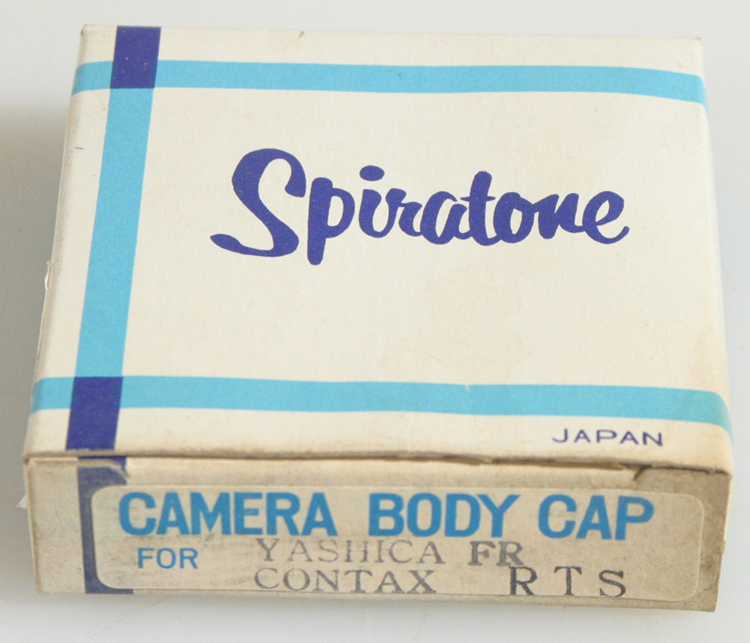 Spiratone
JAPAN
CAMERA BODY CAP
FOR YASHICA FR
CONTAX RTS